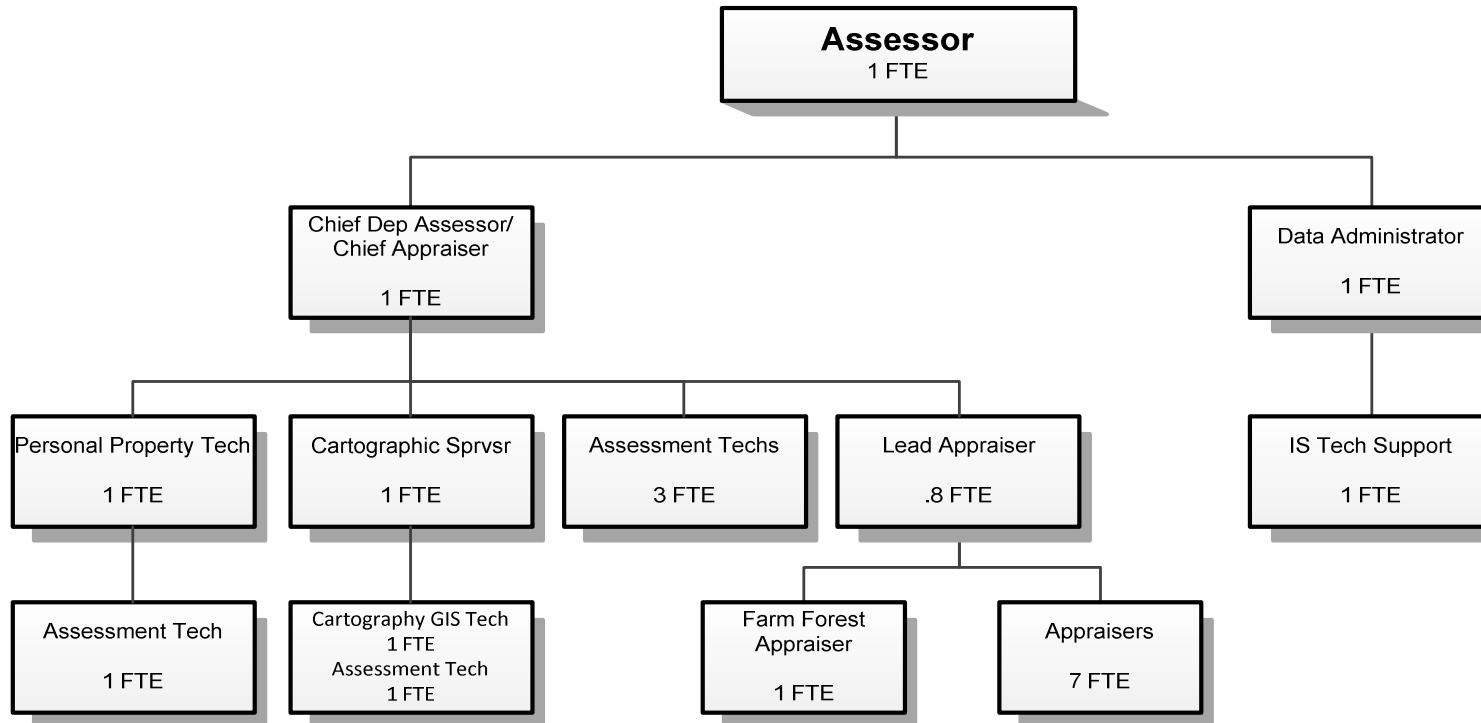 Assessor
1 FTE
Chief Dep Assessor/
Chief Appraiser
1 FTE
Data Administrator
1 FTE
Personal Property Tech
1 FTE
Cartographic Sprvsr
1 FTE
Assessment Techs
3 FTE
Lead Appraiser
.8 FTE
IS Tech Support
1 FTE
Assessment Tech
1 FTE
Cartography GIS Tech
1 FTE
Assessment Tech
1 FTE
Farm Forest
Appraiser
1 FTE
Appraisers
7 FTE